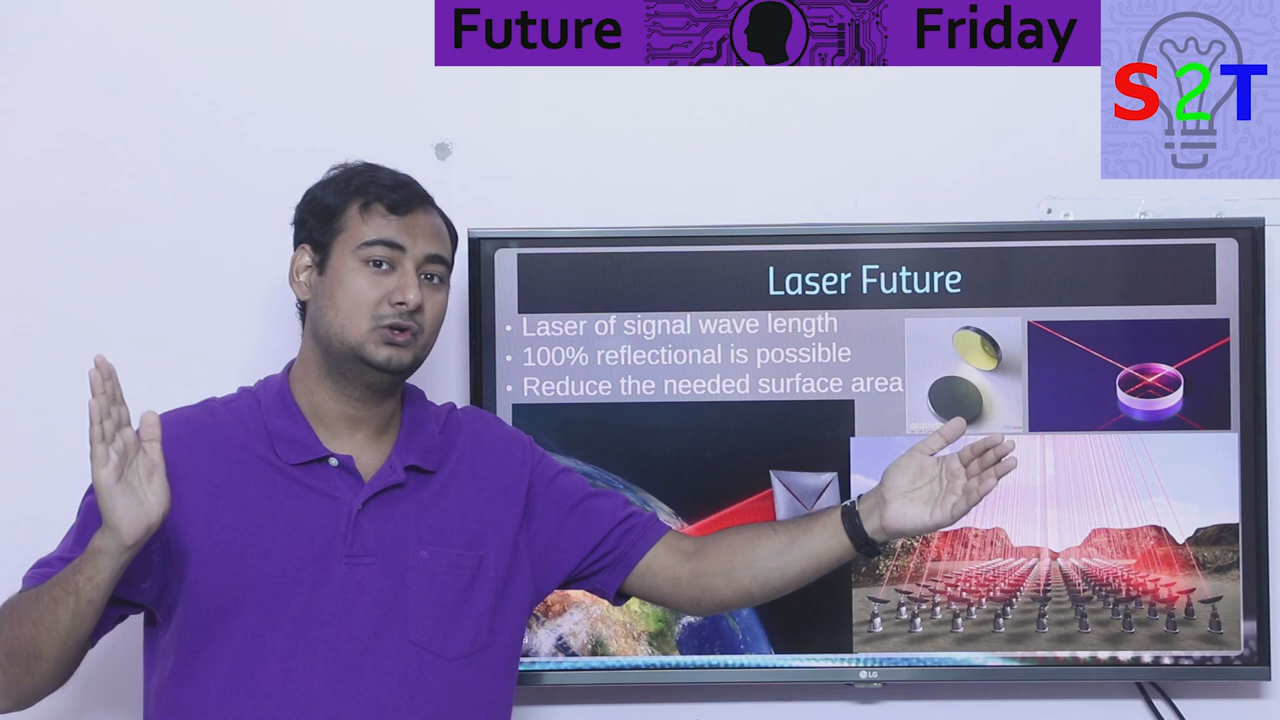 Future Friday
S2T
Laser Future
• Laser of signal wave length
• 100% reflectional is possible
• Reduce the needed surface area
LG